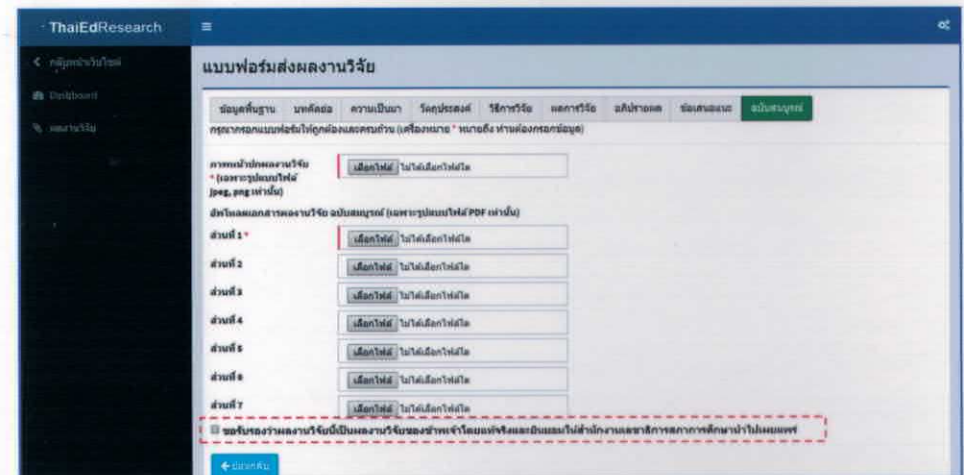 ThaiEdResearch
กลับหน้าเว็บไซต์
Dashboard
ผลงานวิจัย
แบบฟอร์มส่งผลงานวิจัย
ข้อมูลพื้นฐาน บทคัดย่อ ความเป็นมา วัตถุประสงค์ วิธีการวิจัย ผลการวิจัย อภิปรายผล ข้อเสนอแนะ ฉบับสมบูรณ์
กรุณากรอกแบบฟอร์มให้ถูกต้องและครบถ้วน (เครื่องหมาย * หมายถึง ท่านต้องกรอกข้อมูล)
ภาพหน้าปกผลงานวิจัย
* (เฉพาะรูปแบบไฟล์
jpeg, png เท่านั้น)
เลือกไฟล์ ไม่ได้เลือกไฟล์ใด
อัพโหลดเอกสารผลงานวิจัย ฉบับสมบูรณ์ (เฉพาะรูปแบบไฟล์ PDF เท่านั้น)
ส่วนที่ 1 * เลือกไฟล์ ไม่ได้เลือกไฟล์ใด
ส่วนที่ 2 เลือกไฟล์ ไม่ได้เลือกไฟล์ใด
ส่วนที่ 3 เลือกไฟล์ ไม่ได้เลือกไฟล์ใด
ส่วนที่ 4 เลือกไฟล์ ไม่ได้เลือกไฟล์ใด
ส่วนที่ 5 เลือกไฟล์ ไม่ได้เลือกไฟล์ใด
ส่วนที่ 6 เลือกไฟล์ ไม่ได้เลือกไฟล์ใด
ส่วนที่ 7 เลือกไฟล์ ไม่ได้เลือกไฟล์ใด
ขอรับรองว่าผลงานวิจัยนี้เป็นผลงานวิจัยของข้าพเจ้าโดยแท้จริงและยินยอมให้สำนักงานเลขาธิการสภาการศึกษานำไปเผยแพร่